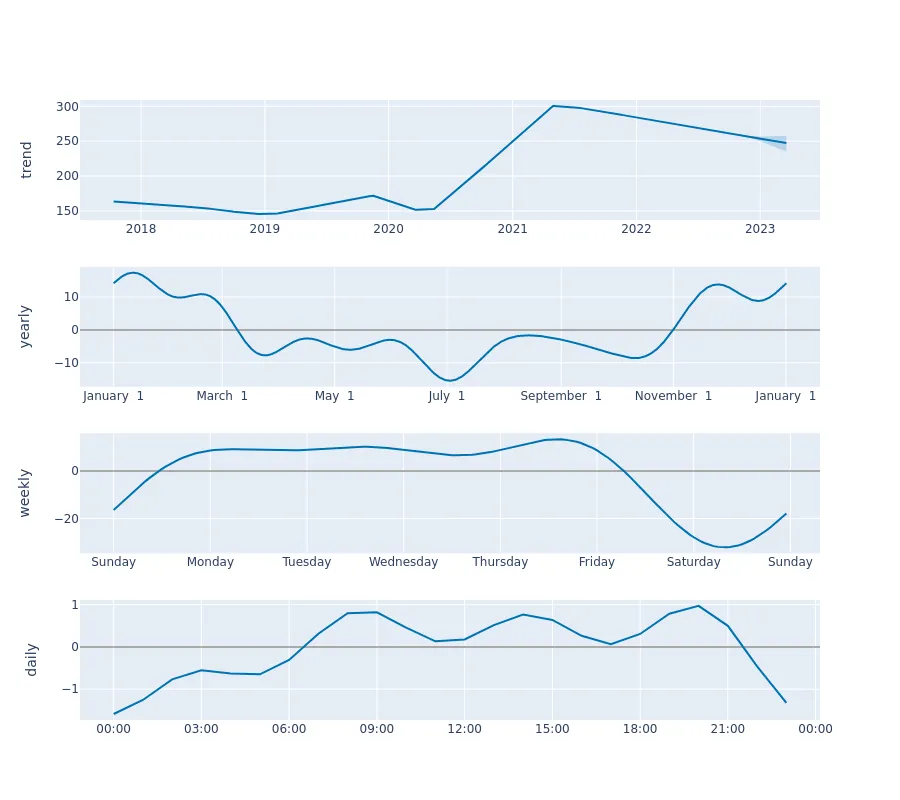 trend
300
250
200
150
2018 2019 2020 2021 2022 2023
yearly
10
0
−10
January 1 March 1 May 1 July 1 September 1 November 1 January 1
weekly
0
−20
Sunday Monday Tuesday Wednesday Thursday Friday Saturday Sunday
daily
1
0
−1
00:00 03:00 06:00 09:00 12:00 15:00 18:00 21:00 00:00